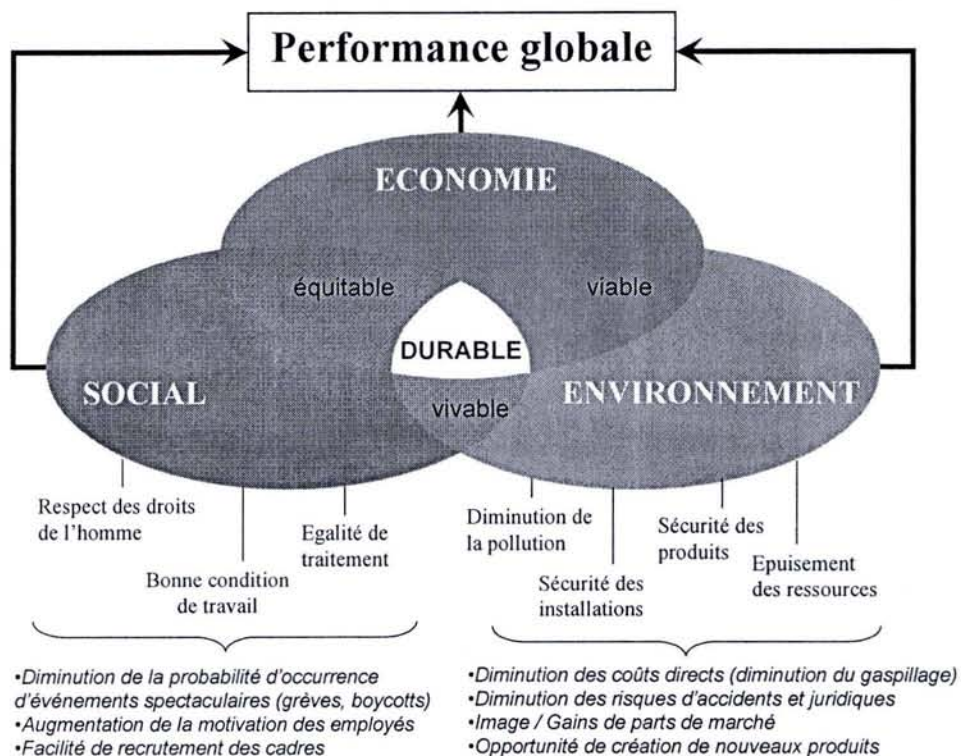 Performance globale
ECONOMIE
équitable
viable
DURABLE
SOCIAL
ENVIRONNEMENT
vivable
Respect des droits
de l'homme
Bonne condition
de travail
Egalité de
traitement
Diminution de
la pollution
Sécurité des
installations
Sécurité des
produits
Epuisement
des ressources
•Diminution de la probabilité d'occurrence
d'événements spectaculaires (grèves, boycotts)
•Augmentation de la motivation des employés
•Facilité de recrutement des cadres
•Diminution des coûts directs (diminution du gaspillage)
•Diminution des risques d'accidents et juridiques
•Image / Gains de parts de marché
•Opportunité de création de nouveaux produits